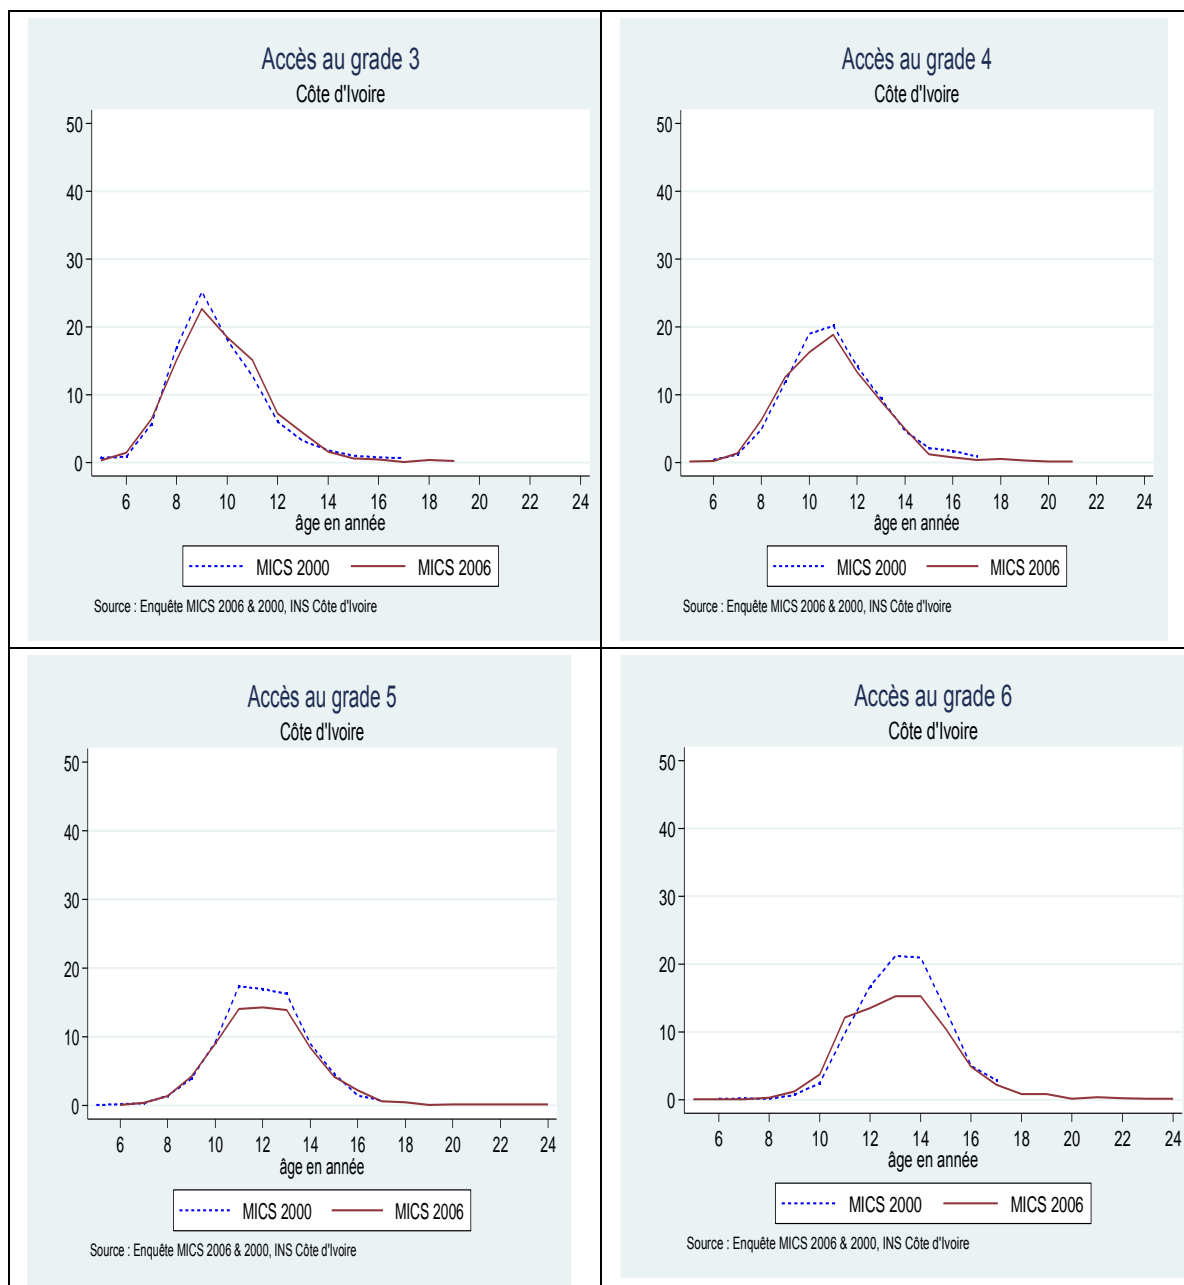 Accès au grade 3
Côte d'Ivoire
50
40
30
20
10
0
6 8 10 12 14 16 18 20 22 24
âge en année
MICS 2000 MICS 2006
Source : Enquête MICS 2006 & 2000, INS Côte d'Ivoire
Accès au grade 4
Côte d'Ivoire
50
40
30
20
10
0
6 8 10 12 14 16 18 20 22 24
âge en année
MICS 2000 MICS 2006
Source : Enquête MICS 2006 & 2000, INS Côte d'Ivoire
Accès au grade 5
Côte d'Ivoire
50
40
30
20
10
0
6 8 10 12 14 16 18 20 22 24
âge en année
MICS 2000 MICS 2006
Source : Enquête MICS 2006 & 2000, INS Côte d'Ivoire
Accès au grade 6
Côte d'Ivoire
50
40
30
20
10
0
6 8 10 12 14 16 18 20 22 24
âge en année
MICS 2000 MICS 2006
Source : Enquête MICS 2006 & 2000, INS Côte d'Ivoire